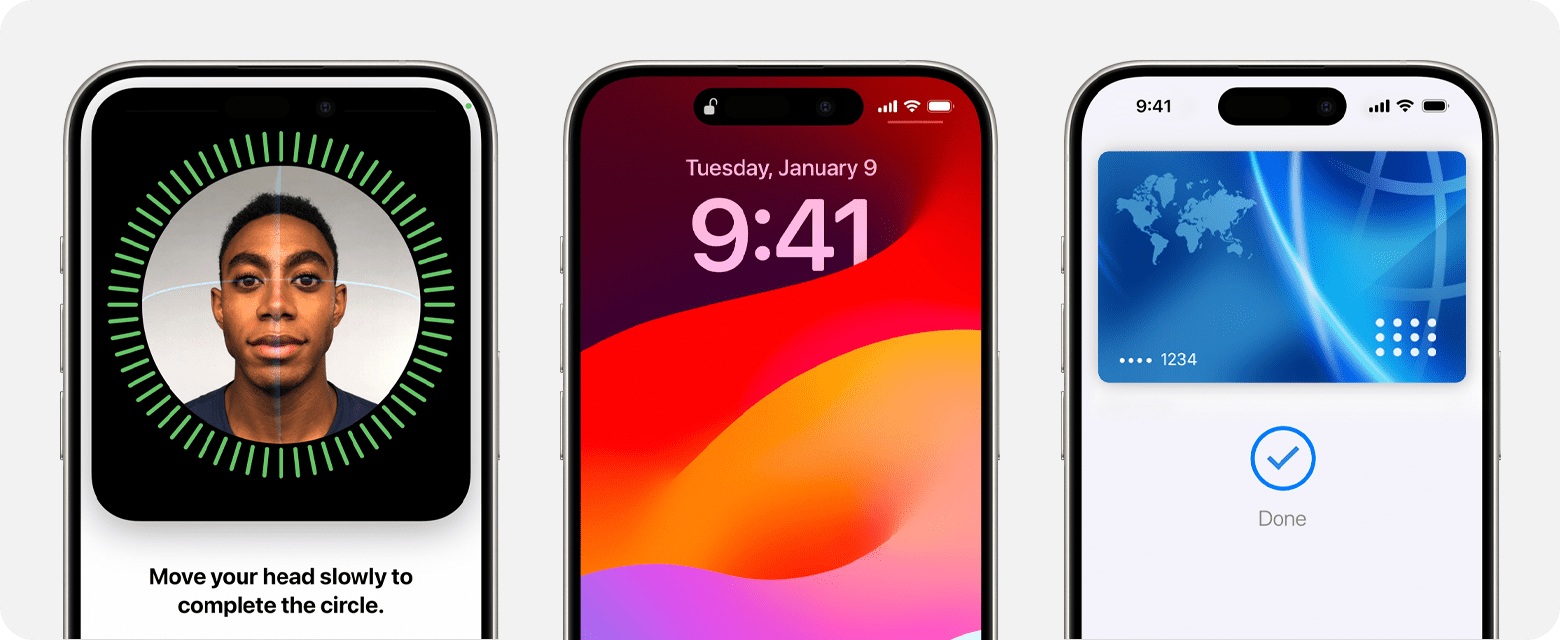 Move your head slowly to
complete the circle.
Tuesday, January 9
9:41
9:41
•••• 1234
Done